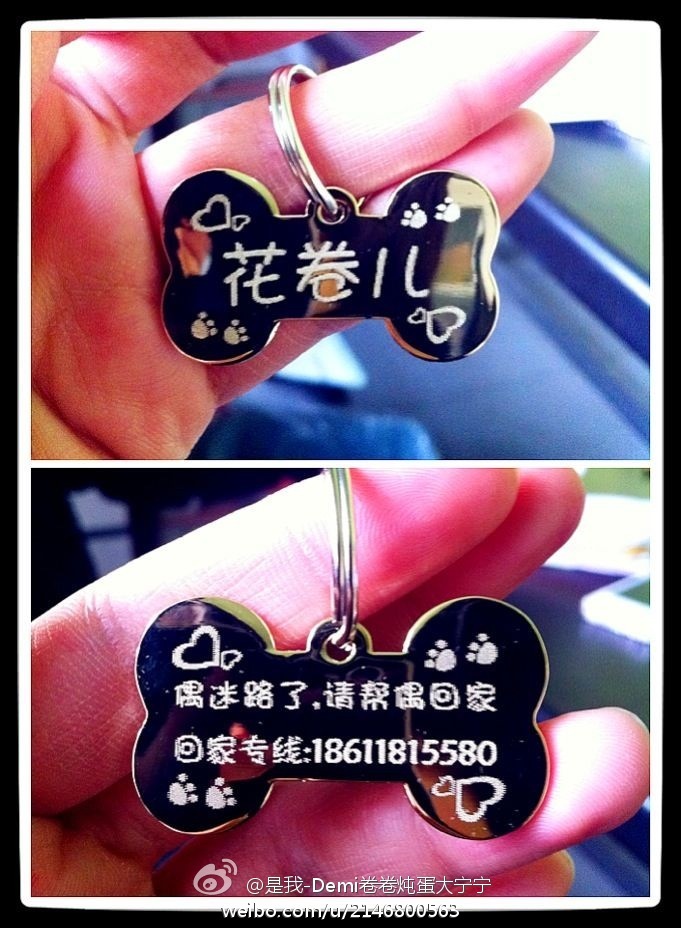 花卷儿
偶迷路了,请帮偶回家
回家专线:18611815580
@是我-Demi卷卷炖蛋大宁宁
weibo.com/u/2146800563